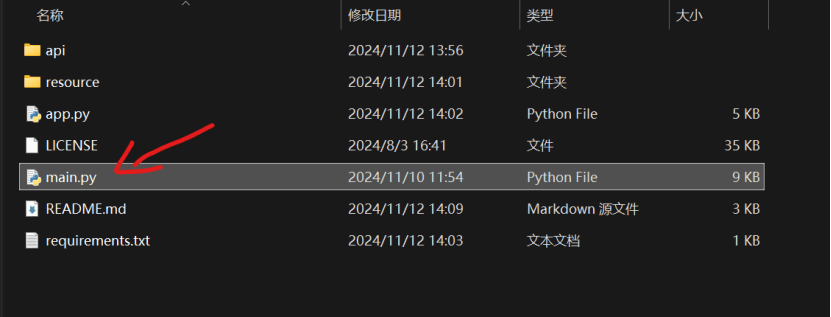 名称 修改日期 类型 大小
api 2024/11/12 13:56 文件夹
resource 2024/11/12 14:01 文件夹
app.py 2024/11/12 14:02 Python File 5 KB
LICENSE 2024/8/3 16:41 文件 35 KB
main.py 2024/11/10 11:54 Python File 9 KB
README.md 2024/11/12 14:09 Markdown 源文件 3 KB
requirements.txt 2024/11/12 14:03 文本文档 1 KB